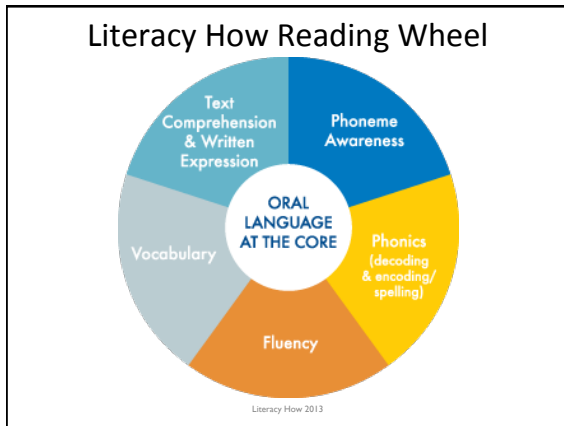 Literacy How Reading Wheel
Text
Comprehension
& Written
Expression
Phoneme
Awareness
ORAL
LANGUAGE
AT THE CORE
Vocabulary
Phonics
(decoding
& encoding/
spelling)
Fluency
Literacy How 2013